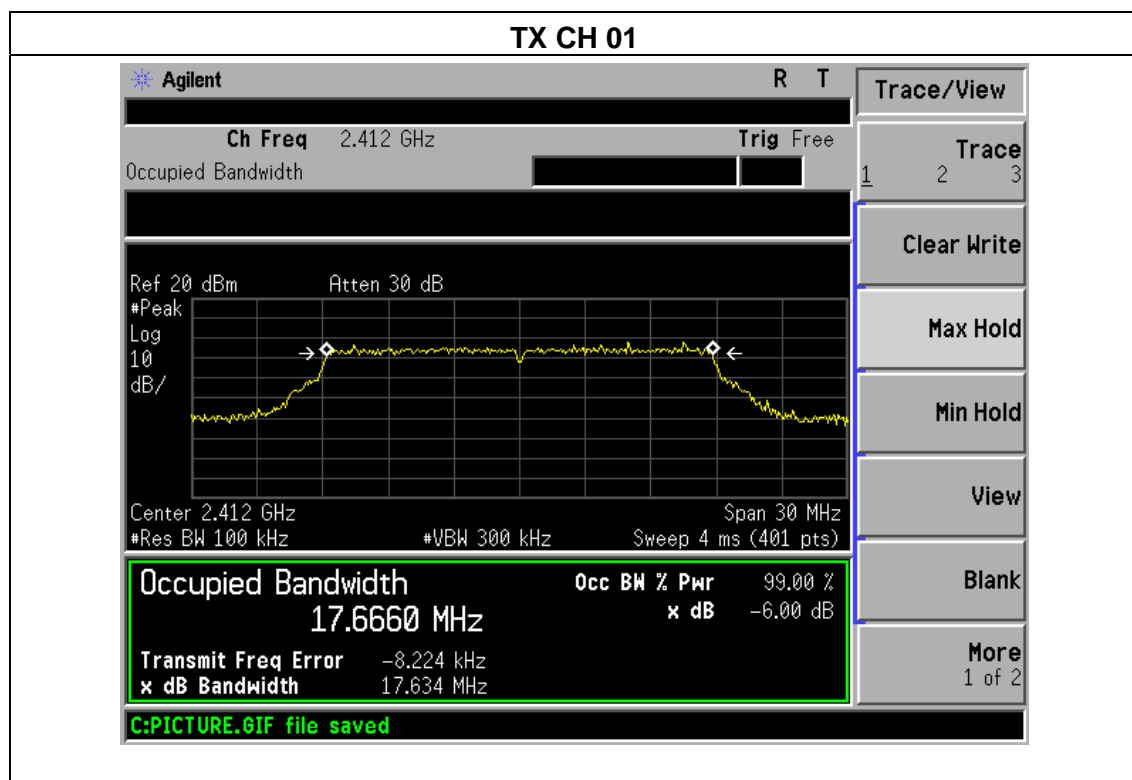 TX CH 01
Agilent R T
Trace/View
Ch Freq 2.412 GHz Trig Free
Occupied Bandwidth
Trace
1 2 3
Clear Write
Ref 20 dBm Atten 30 dB
#Peak
Log
10
dB/
Max Hold
Min Hold
View
Center 2.412 GHz Span 30 MHz
#Res BW 100 kHz #VBW 300 kHz Sweep 4 ms (401 pts)
Occupied Bandwidth Occ BW % Pwr 99.00 %
17.6660 MHz x dB -6.00 dB
Blank
Transmit Freq Error -8.224 kHz
x dB Bandwidth 17.634 MHz
More
1 of 2
C:PICTURE.GIF file saved